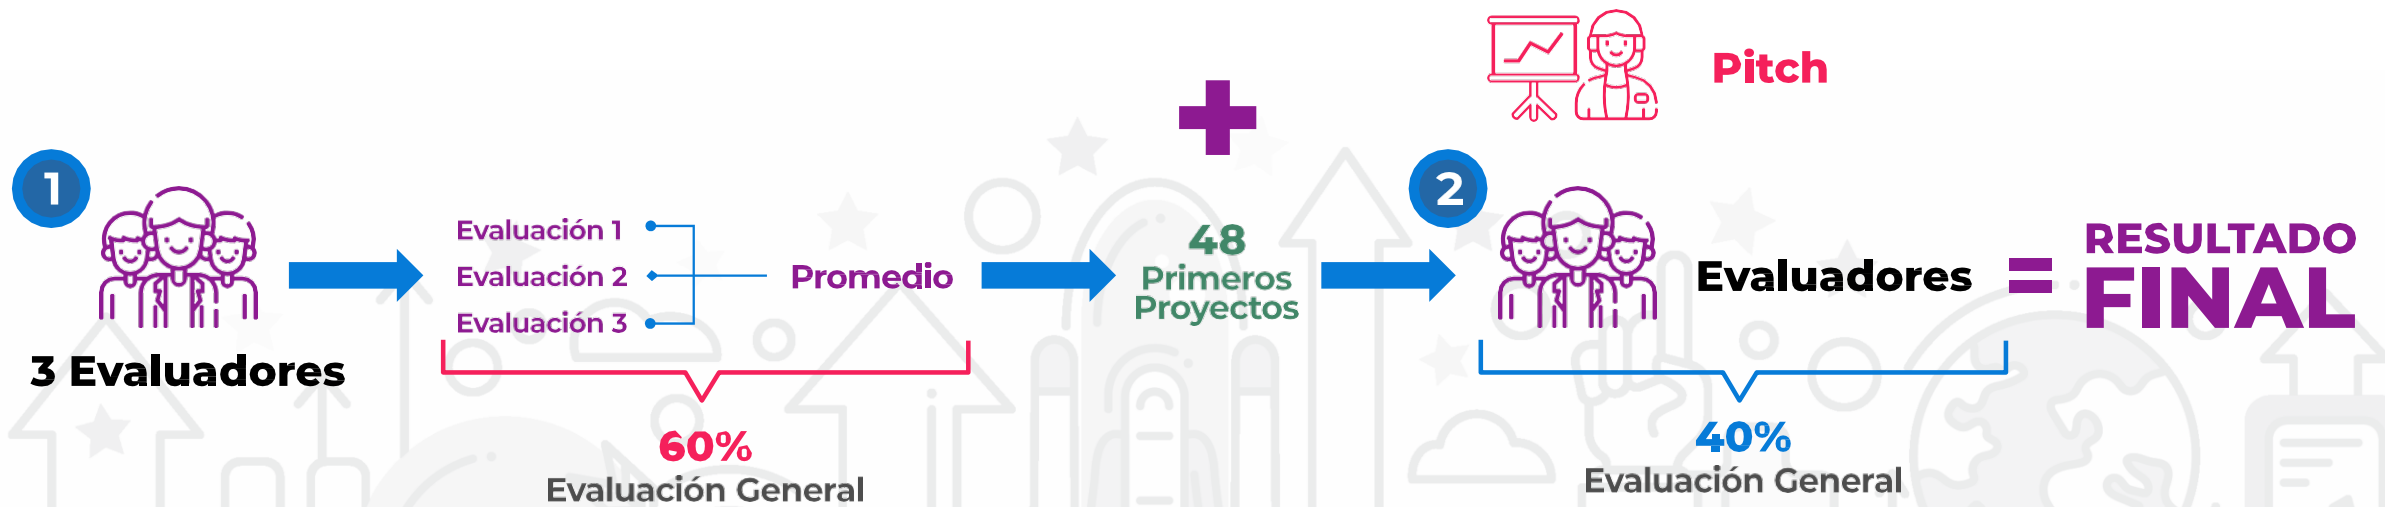 1
3 Evaluadores
Evaluación 1
Evaluación 2
Evaluación 3
Promedio
60%
Evaluación General
48
Primeros
Proyectos
Pitch
2
Evaluadores
40%
Evaluación General
=
RESULTADO
FINAL